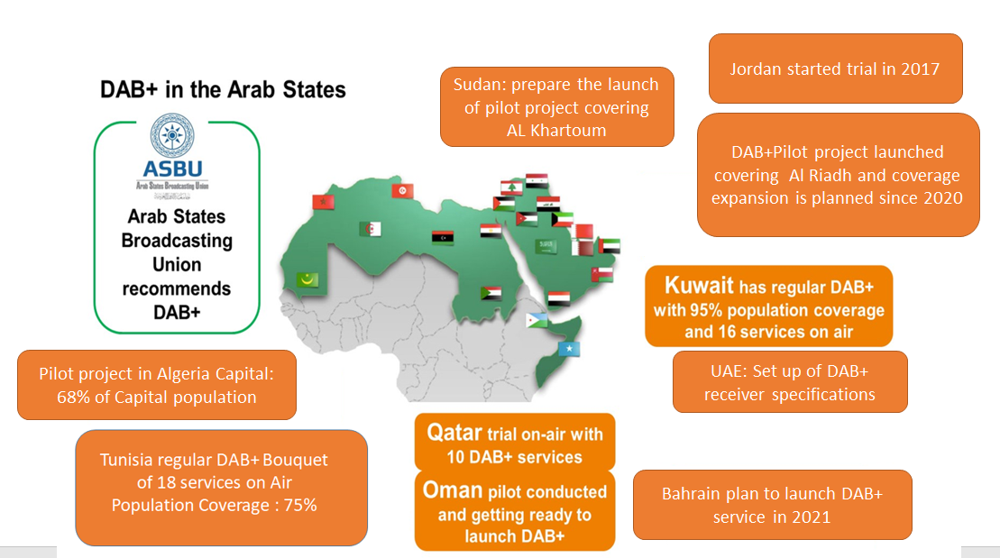 DAB+ in the Arab States
ASBU
Arab States Broadcasting Union
Arab States
Broadcasting
Union
recommends
DAB+
Sudan: prepare the launch
of pilot project covering
AL Khartoum
Jordan started trial in 2017
DAB+Pilot project launched
covering Al Riadh and coverage
expansion is planned since 2020
Kuwait has regular DAB+
with 95% population coverage
and 16 services on air
UAE: Set up of DAB+
receiver specifications
Pilot project in Algeria Capital:
68% of Capital population
Tunisia regular DAB+ Bouquet
of 18 services on Air
Population Coverage : 75%
Qatar trial on-air with
10 DAB+ services
Oman pilot conducted
and getting ready to
launch DAB+
Bahrain plan to launch DAB+
service in 2021